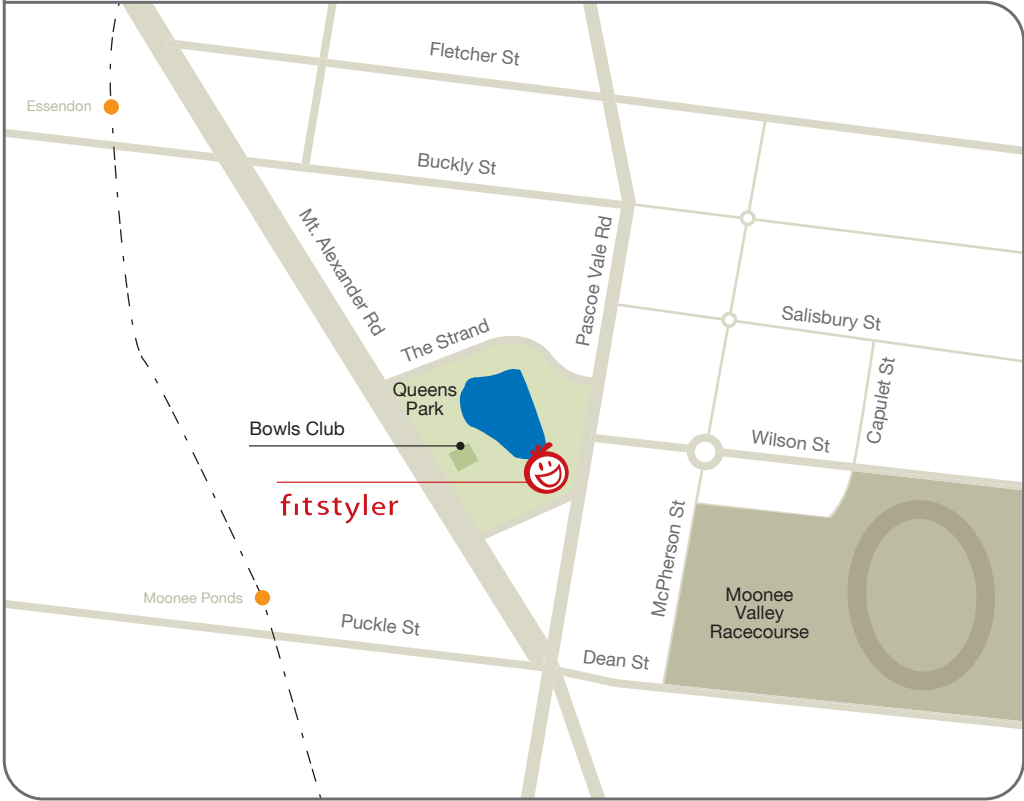 Fletcher St
Essendon
Buckly St
Mt. Alexander Rd
Pascoe Vale Rd
Salisbury St
The Strand
Capulet St
Queens
Park
Bowls Club
Wilson St
fitstyler
McPherson St
Moonee Ponds
Moonee
Valley
Racecourse
Puckle St
Dean St